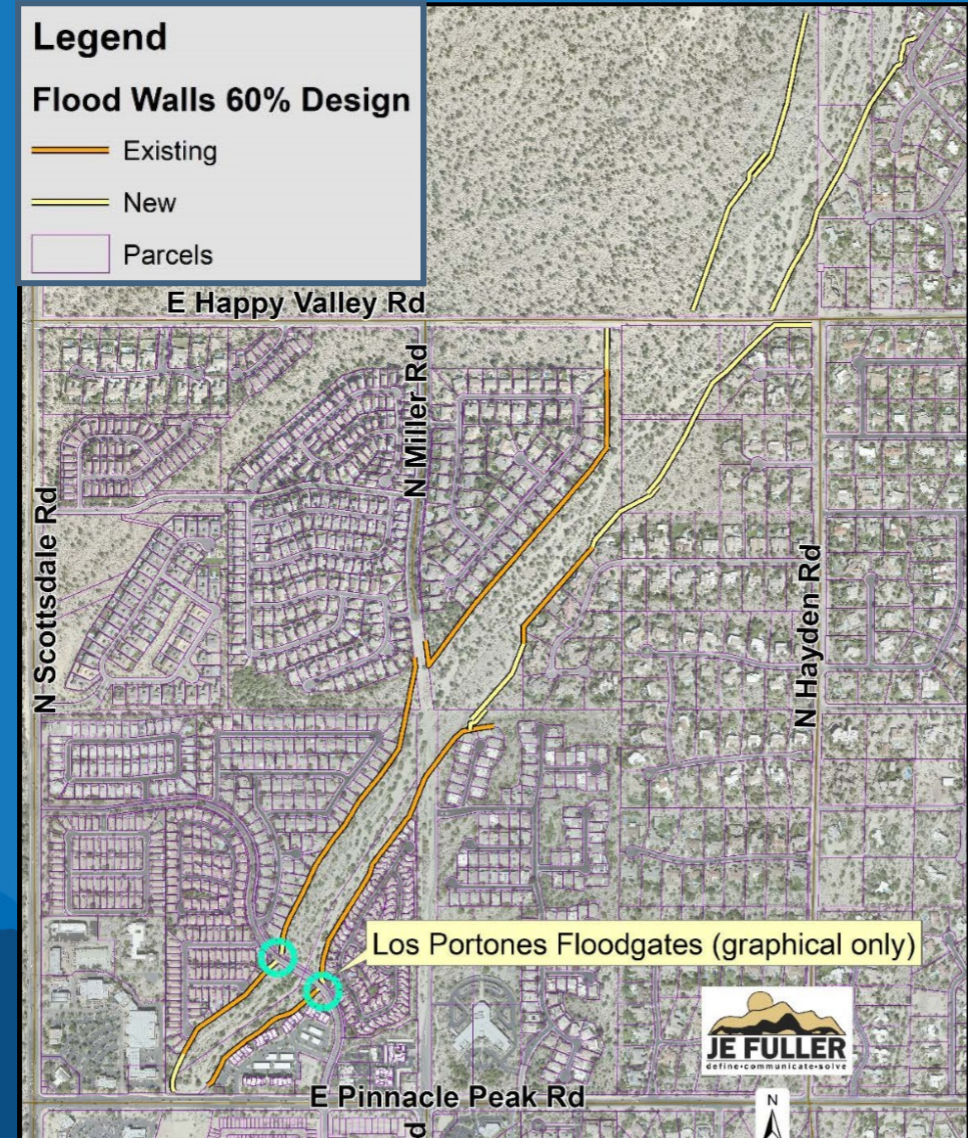 Legend
Flood Walls 60% Design
Existing
New
Parcels
E Happy Valley Rd
N Miller Rd
N Scottsdale Rd
N Hayden Rd
Los Portones Floodgates (graphical only)
JE FULLER
define•communicate•solve
E Pinnacle Peak Rd
N
d